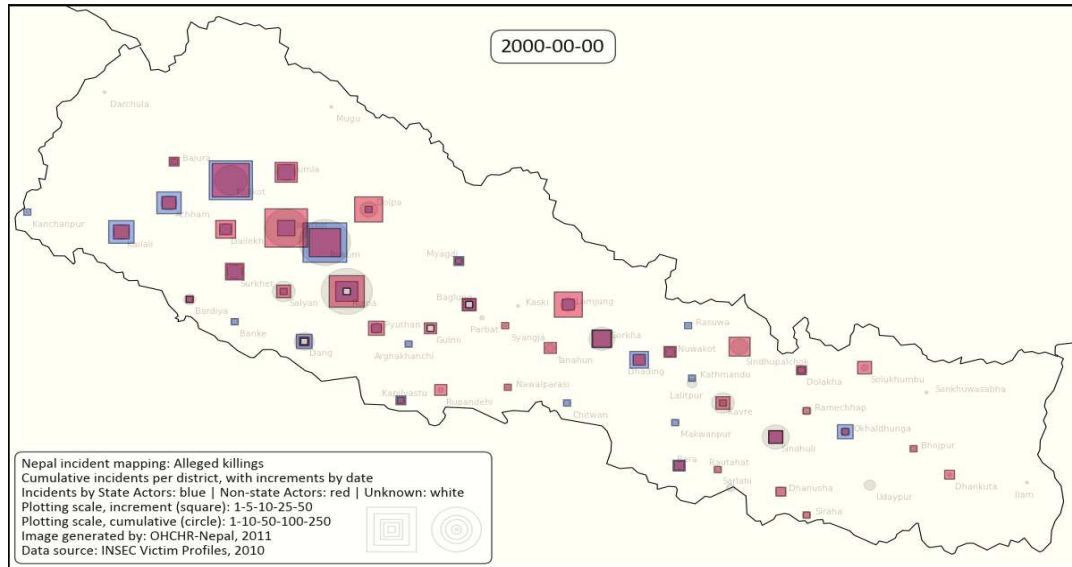 2000-00-00
Darchula
Mugu
Bajura
Humla
Achham
Kanchanpur
Kailali
Dolpa
Surkhet
Myagdi
Salyan
Bardiya
Banke
Dang
Baglung
Kaski
Lamjung
Parbat
Pyuthan
Gulmi
Syangja
Arghakhanchi
Tanahun
Gorkha
Rasuwa
Nuwakot
Dhading
Sindhupalchok
Kathmandu
Lalitpur
Dolakha
Solukhumbu
Sankhuwasabha
Kapilvastu
Rupandehi
Nawalparasi
Chitwan
Kavre
Ramechhap
Makwanpur
Okhaldhunga
Sindhuli
Bhojpur
Bara
Rautahat
Sarlahi
Dhanusha
Udaypur
Dhankuta
Ilam
Siraha
Nepal incident mapping: Alleged killings
Cumulative incidents per district, with increments by date
Incidents by State Actors: blue | Non-state Actors: red | Unknown: white
Plotting scale, increment (square): 1-5-10-25-50
Plotting scale, cumulative (circle): 1-10-50-100-250
Image generated by: OHCHR-Nepal, 2011
Data source: INSEC Victim Profiles, 2010